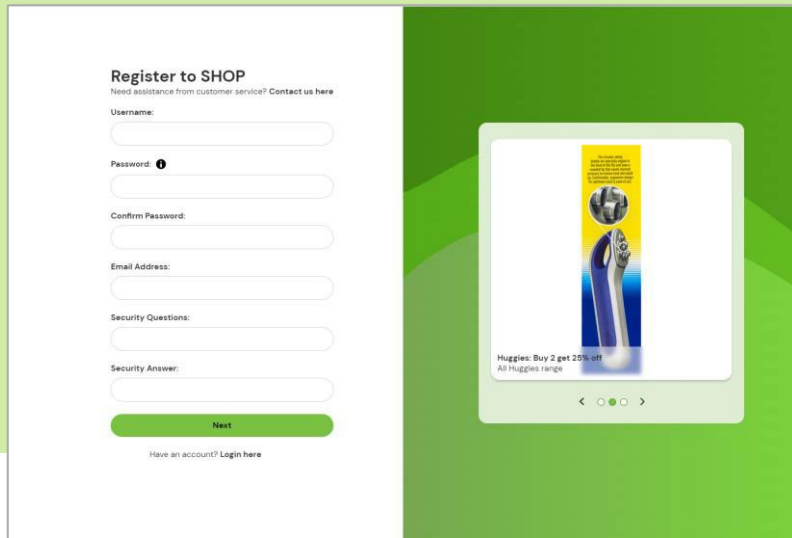 Register to SHOP
Need assistance from customer service? Contact us here
Username:
Password:
Confirm Password:
Email Address:
Security Questions:
Security Answer:
Next
Have an account? Login here
Huggies: Buy 2 get 25% off
All Huggies range